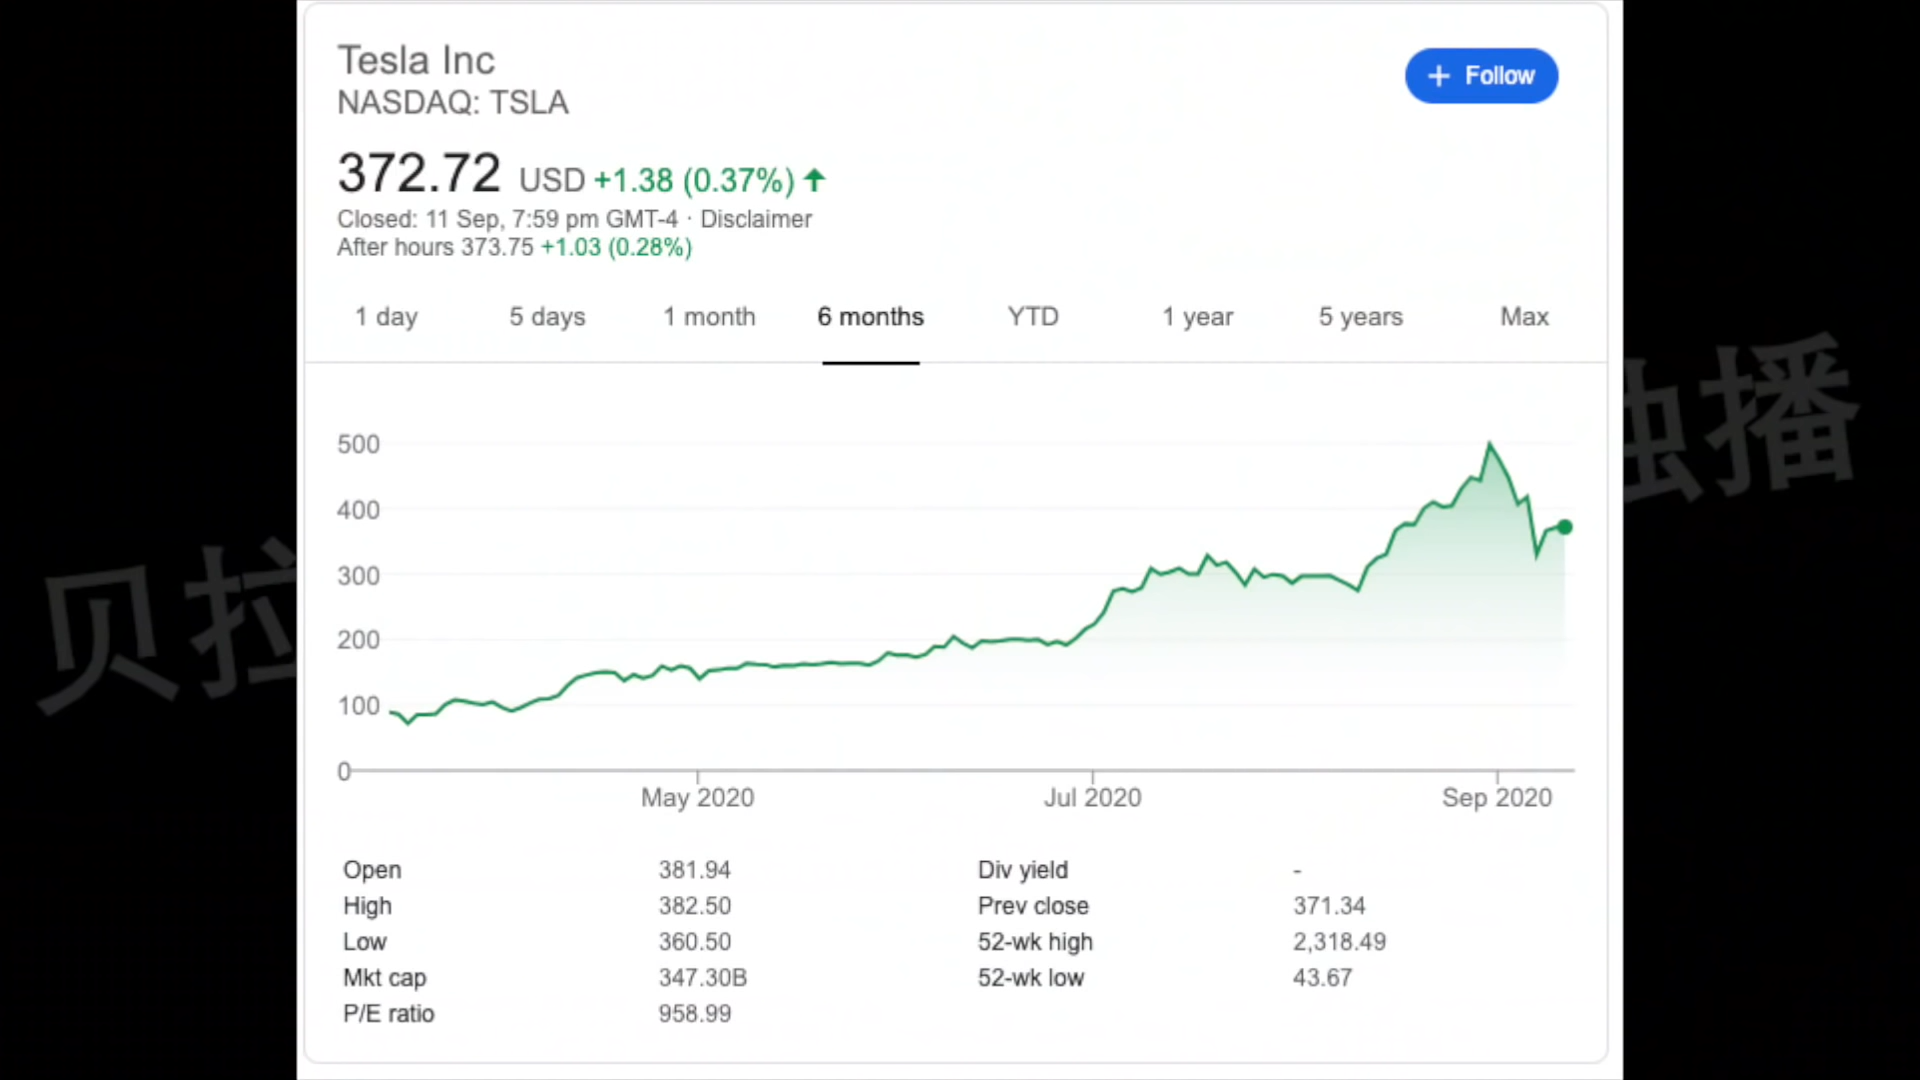 Tesla Inc
NASDAQ: TSLA
+ Follow
372.72 USD +1.38 (0.37%)↑
Closed: 11 Sep, 7:59 pm GMT-4 · Disclaimer
After hours 373.75 +1.03 (0.28%)
1 day 5 days 1 month 6 months YTD 1 year 5 years Max
500
400
300
200
100
0
May 2020 Jul 2020 Sep 2020
Open 381.94 Div yield -
High 382.50 Prev close 371.34
Low 360.50 52-wk high 2,318.49
Mkt cap 347.30B 52-wk low 43.67
P/E ratio 958.99
贝拉
播